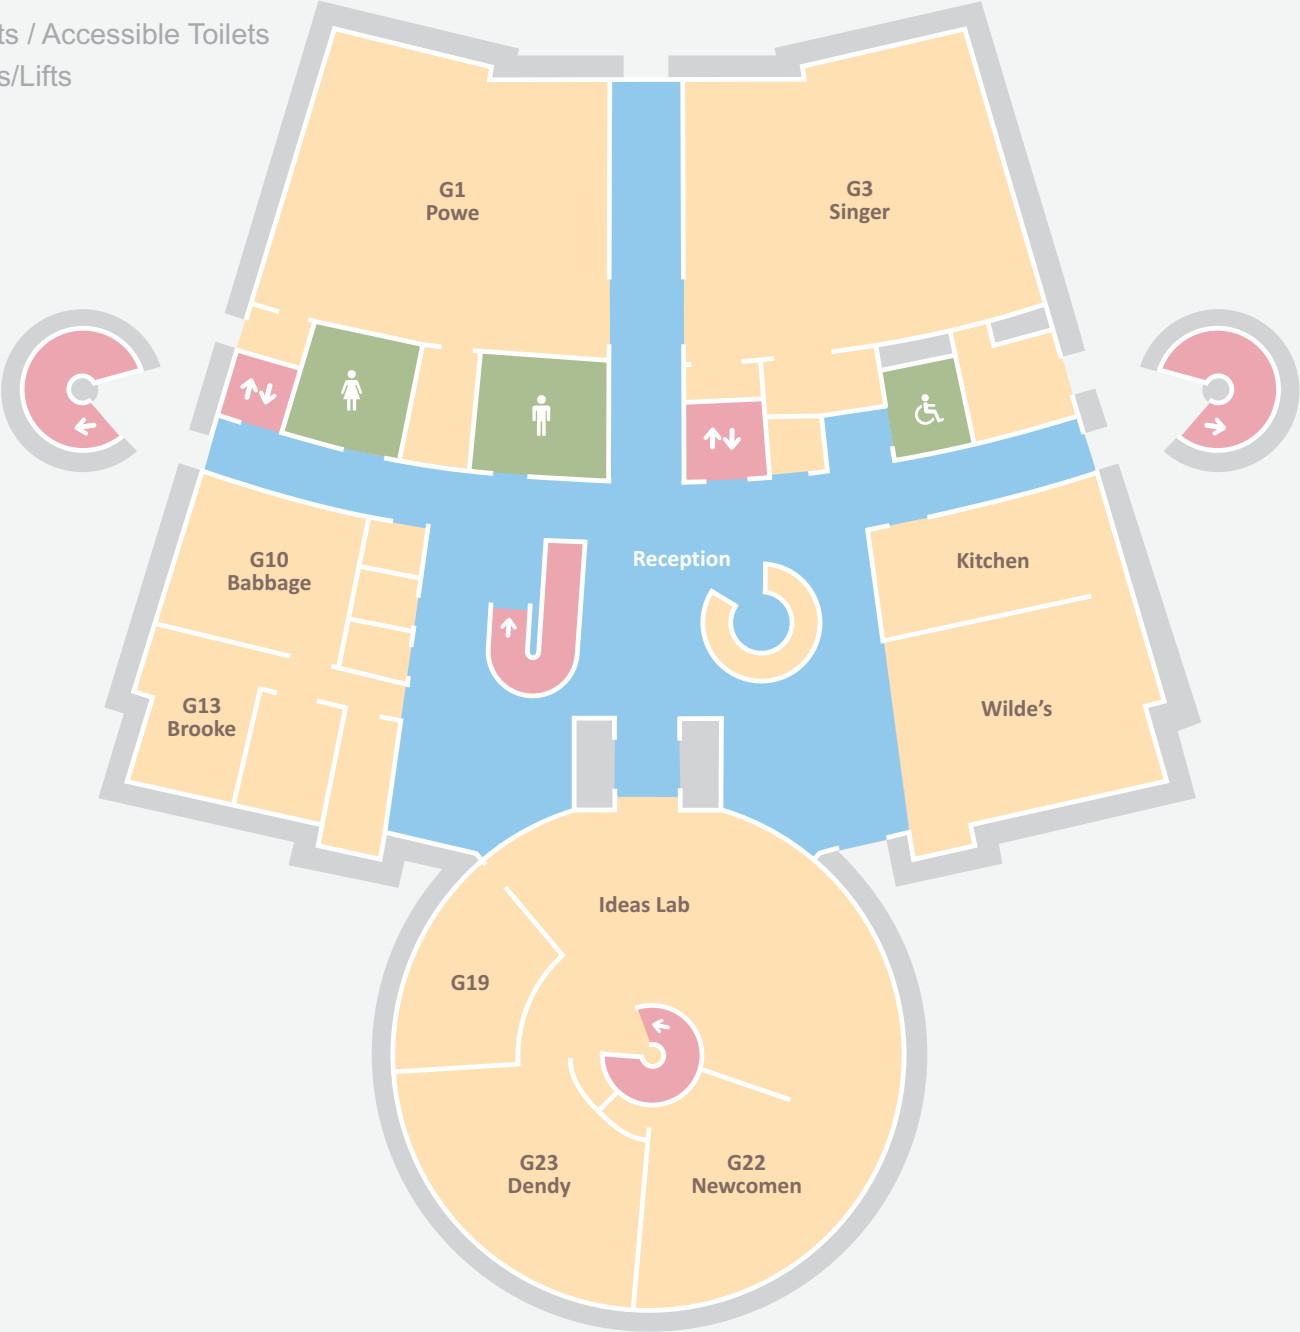 ts / Accessible Toilets
s/Lifts
G1
Powe
G3
Singer
Reception
G10
Babbage
Kitchen
G13
Brooke
Wilde's
Ideas Lab
G19
G23
Dendy
G22
Newcomen